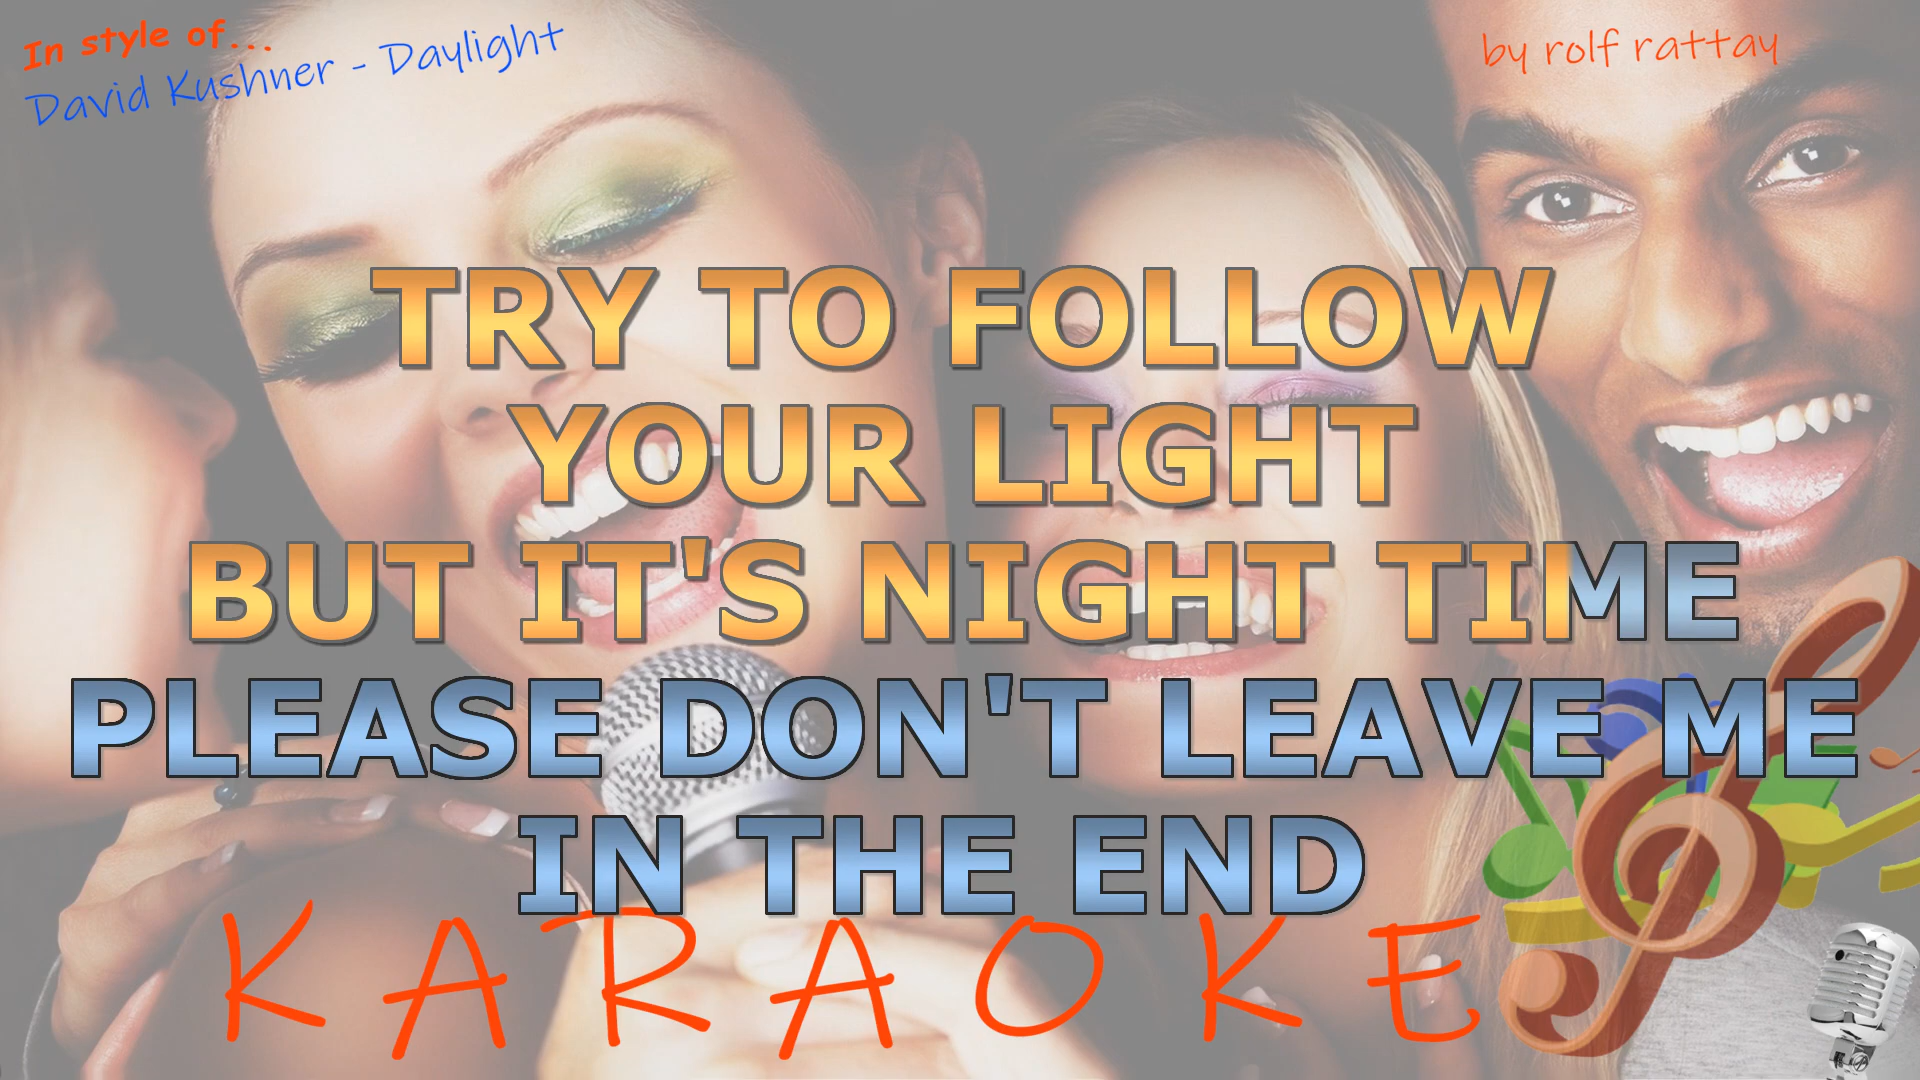 In style of...
David Kushner - Daylight
by rolf rattay
TRY TO FOLLOW
YOUR LIGHT
BUT IT'S NIGHT TIME
PLEASE DON'T LEAVE ME
IN THE END
KARAOKE